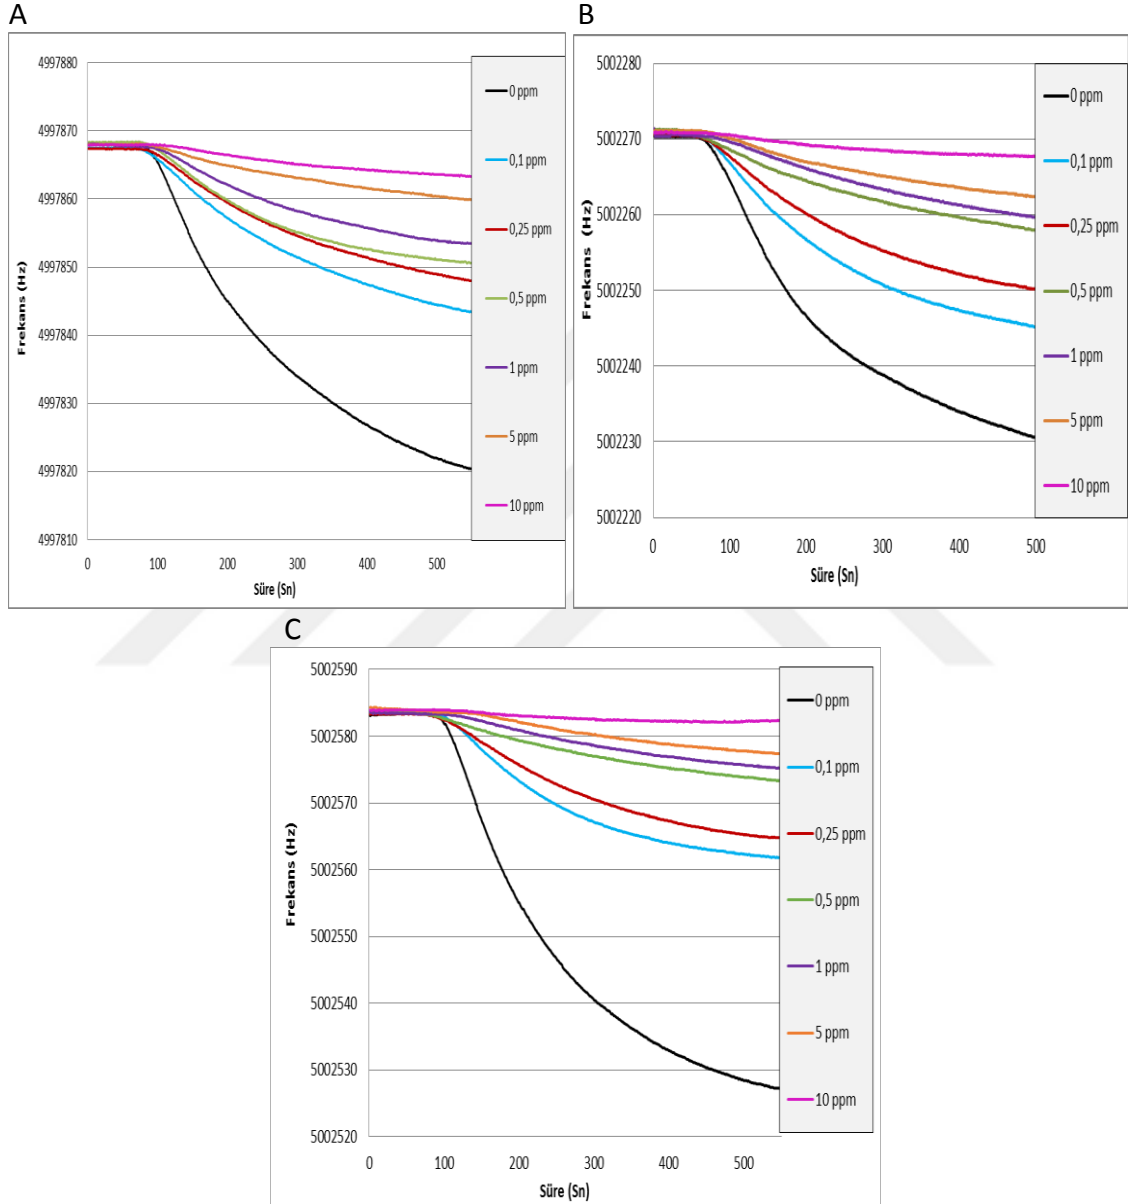 A
4997880
4997870
4997860
4997850
4997840
4997830
4997820
4997810
Frekans (Hz)
0 100 200 300 400 500
Süre (Sn)
0 ppm
0,1 ppm
0,25 ppm
0,5 ppm
1 ppm
5 ppm
10 ppm
B
5002280
5002270
5002260
5002250
5002240
5002230
5002220
Frekans (Hz)
0 100 200 300 400 500
Süre (Sn)
0 ppm
0,1 ppm
0,25 ppm
0,5 ppm
1 ppm
5 ppm
10 ppm
C
5002590
5002580
5002570
5002560
5002550
5002540
5002530
5002520
Frekans (Hz)
0 100 200 300 400 500
Süre (Sn)
0 ppm
0,1 ppm
0,25 ppm
0,5 ppm
1 ppm
5 ppm
10 ppm